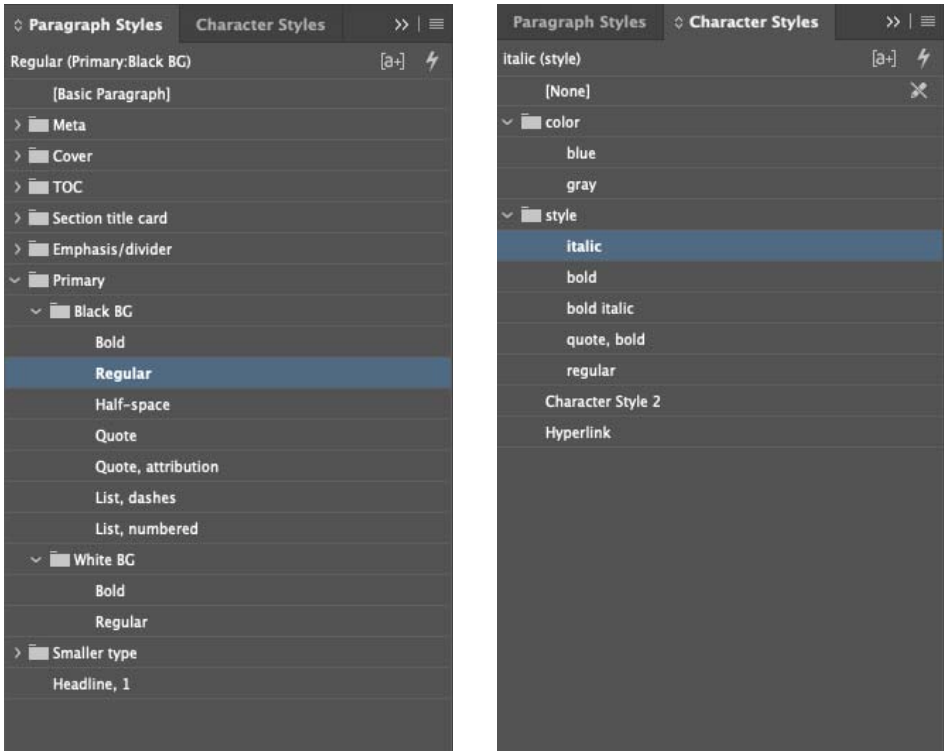 Paragraph Styles Character Styles
Regular (Primary:Black BG) [a+]
[Basic Paragraph]
Meta
Cover
TOC
Section title card
Emphasis/divider
Primary
Black BG
Bold
Regular
Half-space
Quote
Quote, attribution
List, dashes
List, numbered
White BG
Bold
Regular
Smaller type
Headline, 1
Paragraph Styles Character Styles
italic (style) [a+]
[None]
color
blue
gray
style
italic
bold
bold italic
quote, bold
regular
Character Style 2
Hyperlink